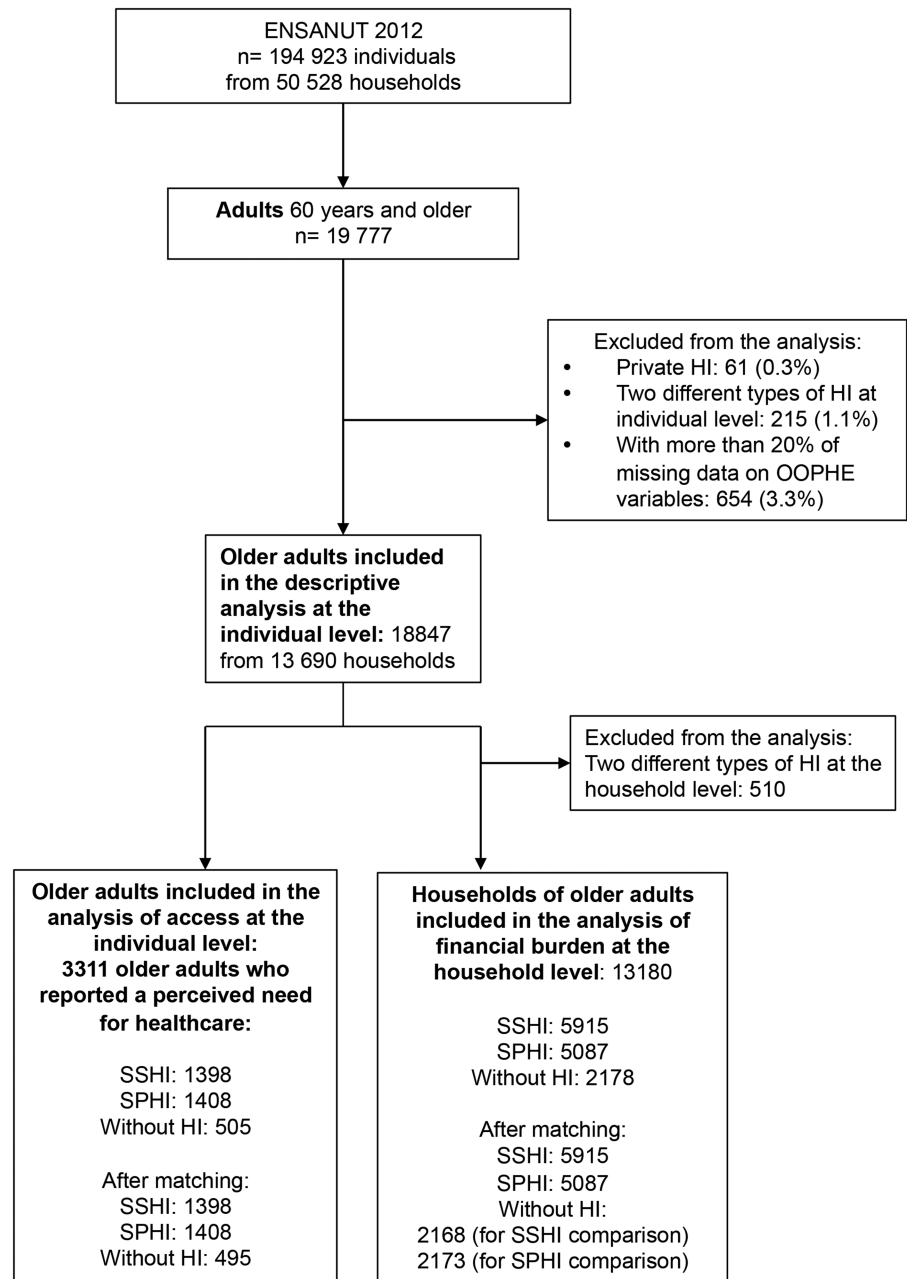 ENSANUT 2012
n= 194 923 individuals
from 50 528 households
Adults 60 years and older
n= 19 777
Excluded from the analysis:
• Private HI: 61 (0.3%)
• Two different types of HI at
individual level: 215 (1.1%)
• With more than 20% of
missing data on OOPHE
variables: 654 (3.3%)
Older adults included
in the descriptive
analysis at the
individual level: 18847
from 13 690 households
Excluded from the analysis:
Two different types of HI at the
household level: 510
Older adults included in the
analysis of access at the
individual level:
3311 older adults who
reported a perceived need
for healthcare:
SSHI: 1398
SPHI: 1408
Without HI: 505
After matching:
SSHI: 1398
SPHI: 1408
Without HI: 495
Households of older adults
included in the analysis of
financial burden at the
household level: 13180
SSHI: 5915
SPHI: 5087
Without HI: 2178
After matching:
SSHI: 5915
SPHI: 5087
Without HI:
2168 (for SSHI comparison)
2173 (for SPHI comparison)